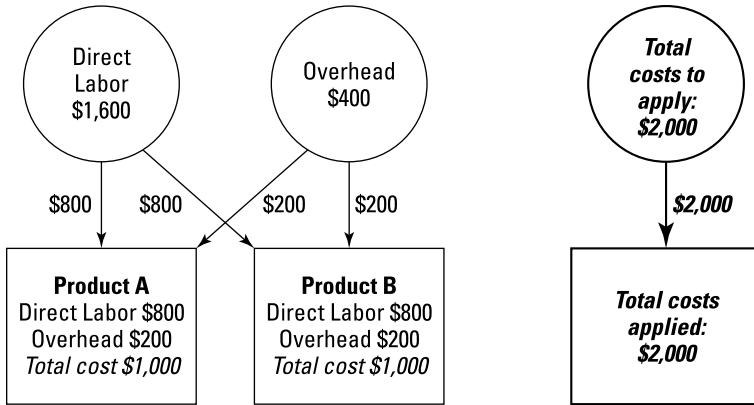 Direct
Labor
$1,600
Overhead
$400
Total
costs to
apply:
$2,000
$800
$800
$200
$200
$2,000
Product A
Direct Labor $800
Overhead $200
Total cost $1,000
Product B
Direct Labor $800
Overhead $200
Total cost $1,000
Total costs
applied:
$2,000